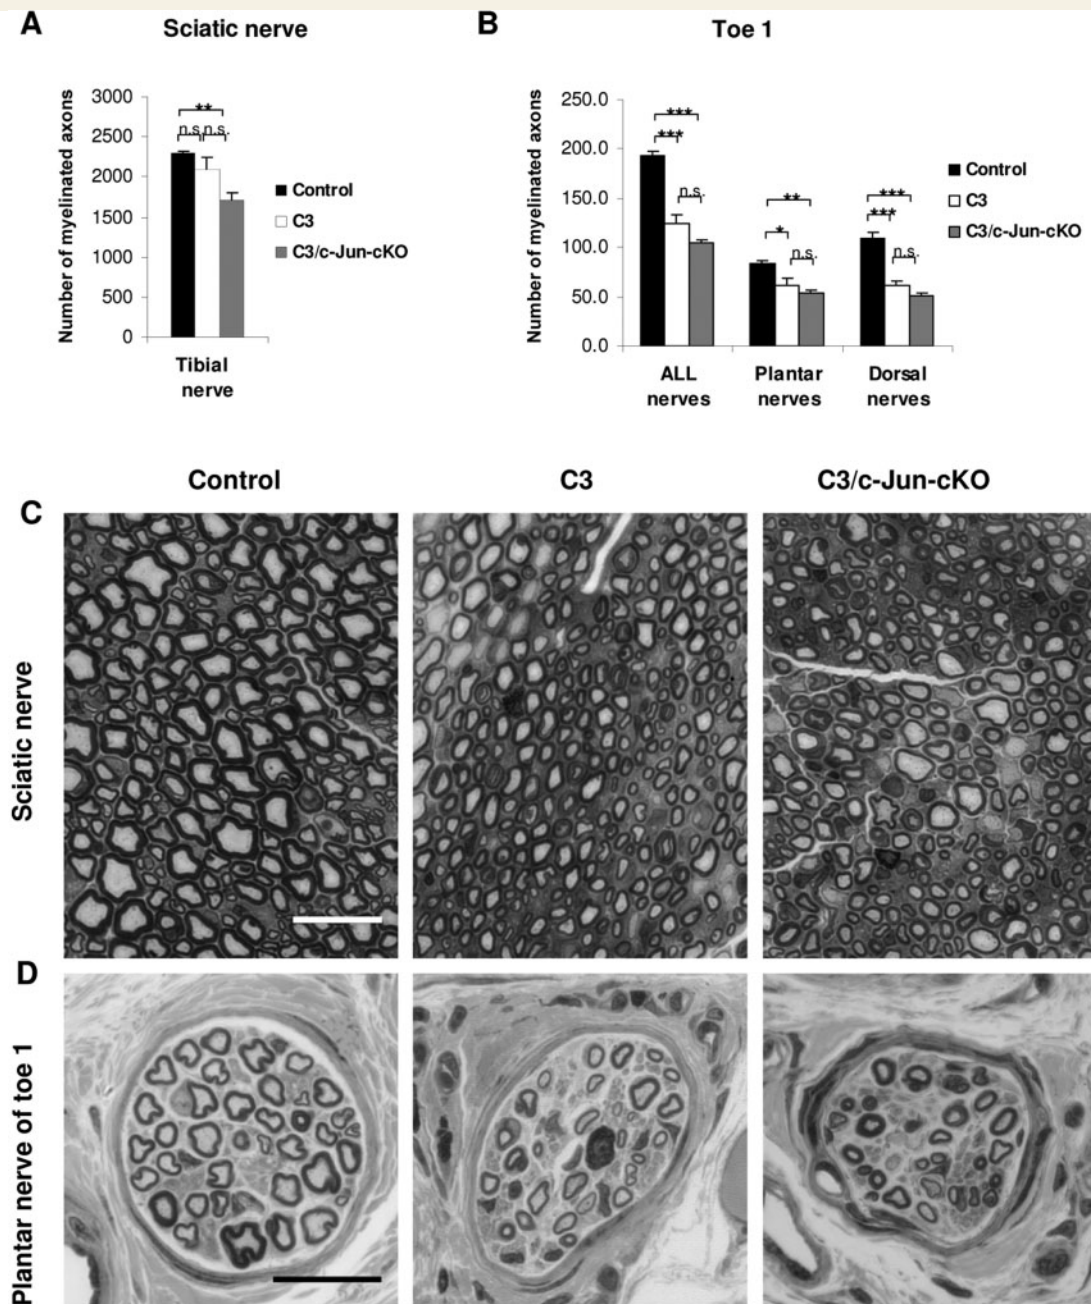 A
Sciatic nerve
B
Toe 1
Number of myelinated axons
3000
2500
2000
1500
1000
500
0
**
n.s.
n.s.
Control
C3
C3/c-Jun-cKO
Tibial
nerve
Number of myelinated axons
250.0
200.0
150.0
100.0
50.0
0.0
***
***
n.s.
**
*
n.s.
***
***
n.s.
Control
C3
C3/c-Jun-cKO
ALL
nerves
Plantar
nerves
Dorsal
nerves
Control
C3
C3/c-Jun-cKO
C
Sciatic nerve
D
Plantar nerve of toe 1